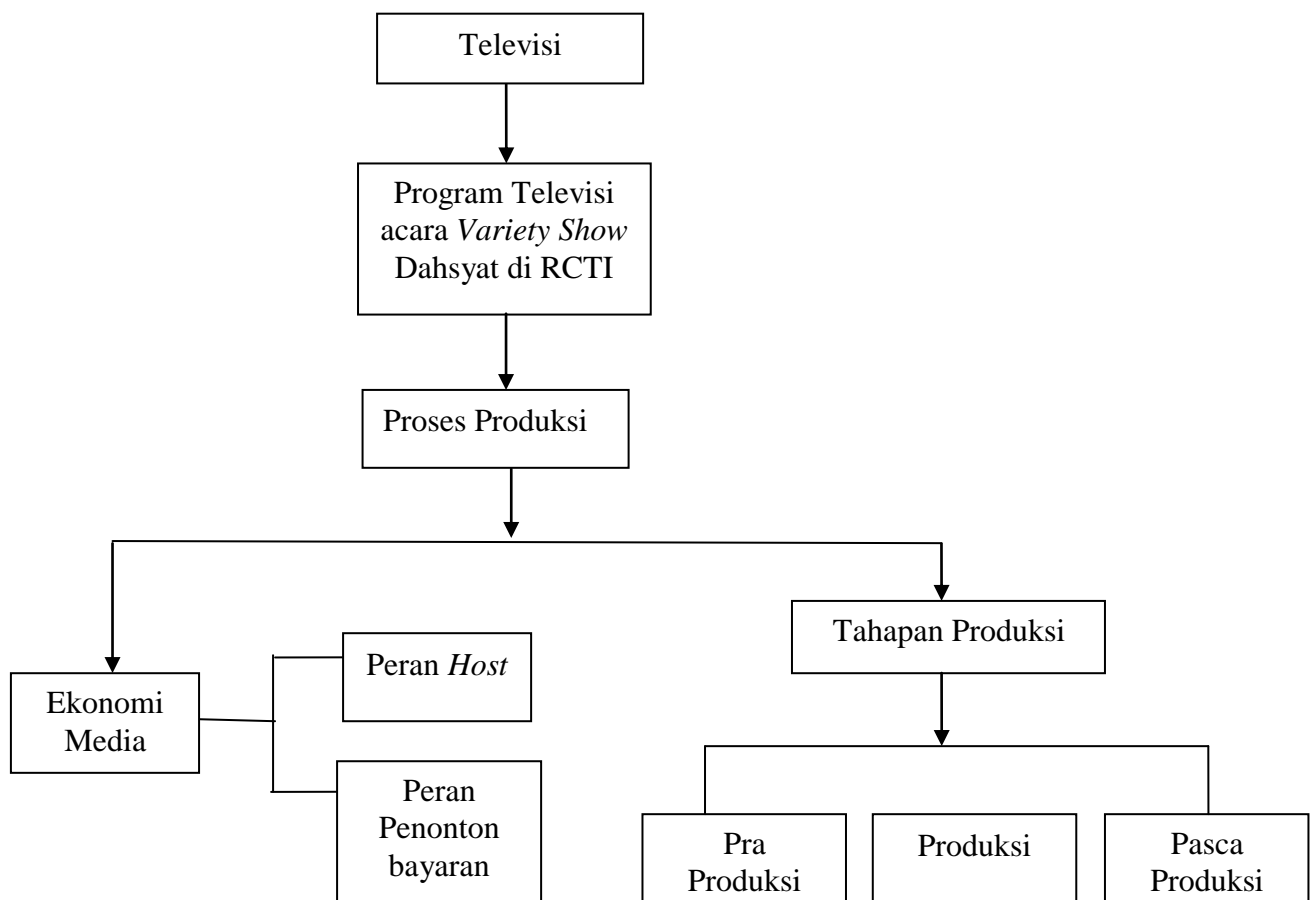 Televisi
Program Televisi
acara Variety Show
Dahsyat di RCTI
Proses Produksi
Tahapan Produksi
Peran Host
Ekonomi
Media
Peran
Penonton
bayaran
Pra
Produksi
Produksi
Pasca
Produksi